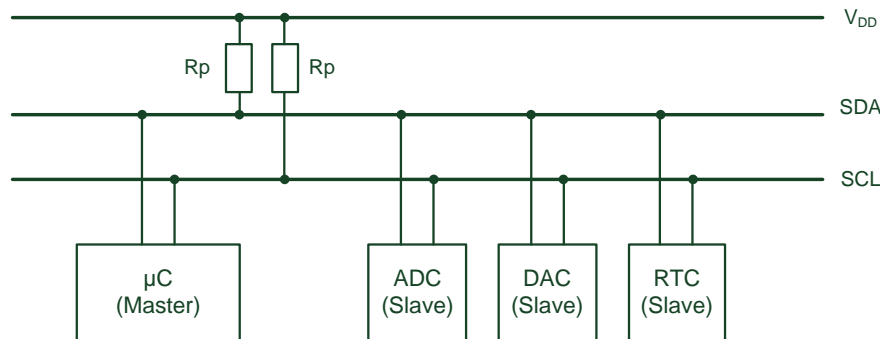 VDD
Rp
Rp
SDA
SCL
µC
(Master)
ADC
(Slave)
DAC
(Slave)
RTC
(Slave)